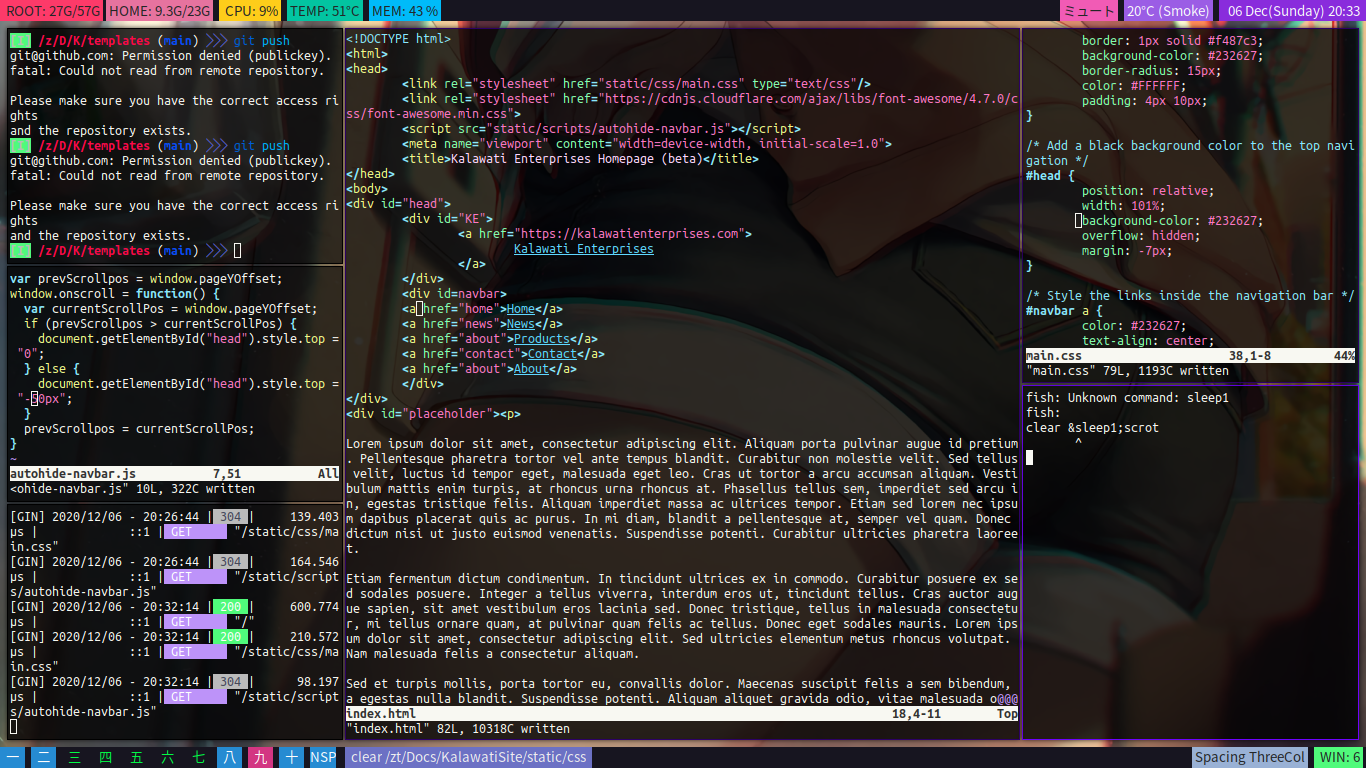 ROOT: 27G/57G HOME: 9.3G/23G CPU: 9% TEMP: 51°C MEM: 43 % ミュート 20°C (Smoke) 06 Dec(Sunday) 20:33
[I] /z/D/K/templates (main) >>> git push
git@github.com: Permission denied (publickey).
fatal: Could not read from remote repository.
Please make sure you have the correct access ri
ghts
and the repository exists.
[I] /z/D/K/templates (main) >>> git push
git@github.com: Permission denied (publickey).
fatal: Could not read from remote repository.
Please make sure you have the correct access ri
ghts
and the repository exists.
[I] /z/D/K/templates (main) >>>
var prevScrollpos = window.pageYOffset;
window.onscroll = function() {
var currentScrollPos = window.pageYOffset;
if (prevScrollpos > currentScrollPos) {
document.getElementById("head").style.top =
"0";
} else {
document.getElementById("head").style.top =
"-50px";
}
prevScrollpos = currentScrollPos;
}
~
autohide-navbar.js 7,51 All
<ohide-navbar.js" 10L, 322C written
[GIN] 2020/12/06 - 20:26:44 | 304 | 139.403
µs | ::1 | GET "/static/css/ma
in.css"
[GIN] 2020/12/06 - 20:26:44 | 304 | 164.546
µs | ::1 | GET "/static/script
s/autohide-navbar.js"
[GIN] 2020/12/06 - 20:32:14 | 200 | 600.774
µs | ::1 | GET "/"
[GIN] 2020/12/06 - 20:32:14 | 200 | 210.572
µs | ::1 | GET "/static/css/ma
in.css"
[GIN] 2020/12/06 - 20:32:14 | 304 | 98.197
µs | ::1 | GET "/static/script
s/autohide-navbar.js"
<!DOCTYPE html>
<html>
<head>
<link rel="stylesheet" href="static/css/main.css" type="text/css"/>
<link rel="stylesheet" href="https://cdnjs.cloudflare.com/ajax/libs/font-awesome/4.7.0/c
ss/font-awesome.min.css">
<script src="static/scripts/autohide-navbar.js"></script>
<meta name="viewport" content="width=device-width, initial-scale=1.0">
<title>Kalawati Enterprises Homepage (beta)</title>
</head>
<body>
<div id="head">
<div id="KE">
<a href="https://kalawatienterprises.com">
Kalawati Enterprises
</a>
</div>
<div id=navbar>
<a href="home">Home</a>
<a href="news">News</a>
<a href="about">Products</a>
<a href="contact">Contact</a>
<a href="about">About</a>
</div>
</div>
<div id="placeholder"><p>
Lorem ipsum dolor sit amet, consectetur adipiscing elit. Aliquam porta pulvinar augue id pretium
. Pellentesque pharetra tortor vel ante tempus blandit. Curabitur non molestie velit. Sed tellus
velit, luctus id tempor eget, malesuada eget leo. Cras ut tortor a arcu accumsan aliquam. Vesti
bulum mattis enim turpis, at rhoncus urna rhoncus at. Phasellus tellus sem, imperdiet sed arcu i
n, egestas tristique felis. Aliquam imperdiet massa ac ultrices tempor. Etiam sed lorem nec ipsu
m dapibus placerat quis ac purus. In mi diam, blandit a pellentesque at, semper vel quam. Donec
dictum nisi ut justo euismod venenatis. Suspendisse potenti. Curabitur ultricies pharetra laoree
t.
Etiam fermentum dictum condimentum. In tincidunt ultrices ex in commodo. Curabitur posuere ex se
d sodales posuere. Integer a tellus viverra, interdum eros ut, tincidunt tellus. Cras auctor aug
ue sapien, sit amet vestibulum eros lacinia sed. Donec tristique, tellus in malesuada consectetu
r, mi tellus ornare quam, at pulvinar quam felis ac tellus. Donec eget sodales mauris. Lorem ips
um dolor sit amet, consectetur adipiscing elit. Sed ultricies elementum metus rhoncus volutpat.
Nam malesuada felis a consectetur aliquam.
Sed et turpis mollis, porta tortor eu, convallis dolor. Maecenas suscipit felis a sem bibendum,
a egestas nulla blandit. Suspendisse potenti. Aliquam aliquet gravida odio, vitae malesuada o@@@
index.html 18,4-11 Top
"index.html" 82L, 10318C written
border: 1px solid #f487c3;
background-color: #232627;
border-radius: 15px;
color: #FFFFFF;
padding: 4px 10px;
}
/* Add a black background color to the top navi
gation */
#head {
position: relative;
width: 101%;
background-color: #232627;
overflow: hidden;
margin: -7px;
}
/* Style the links inside the navigation bar */
#navbar a {
color: #232627;
text-align: center;
main.css 38,1-8 44%
"main.css" 79L, 1193C written
fish: Unknown command: sleep1
fish:
clear &sleep1;scrot
^
一 二 三 四 五 六 七 八 九 十 NSP clear /zt/Docs/KalawatiSite/static/css Spacing ThreeCol WIN: 6